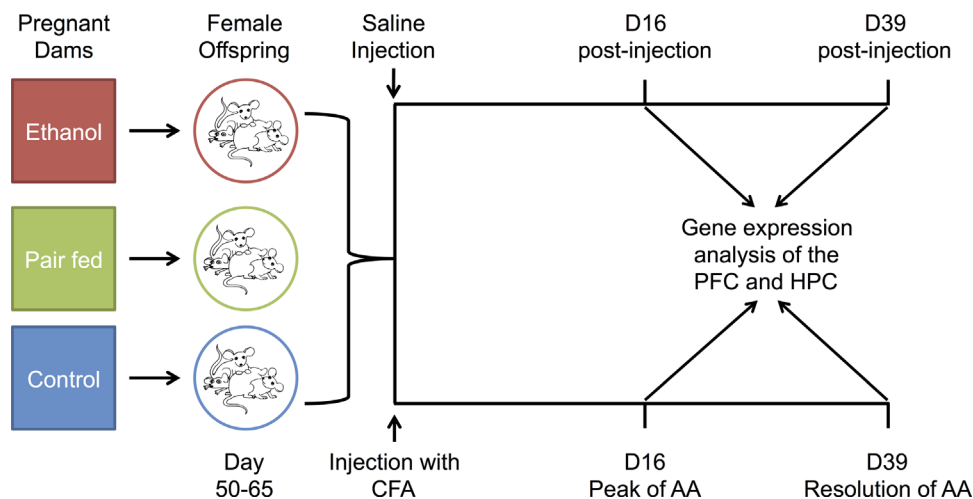 Pregnant
Dams
Female
Offspring
Saline
Injection
D16
post-injection
D39
post-injection
Ethanol
Pair fed
Control
Gene expression
analysis of the
PFC and HPC
Day
50-65
Injection with
CFA
D16
Peak of AA
D39
Resolution of AA